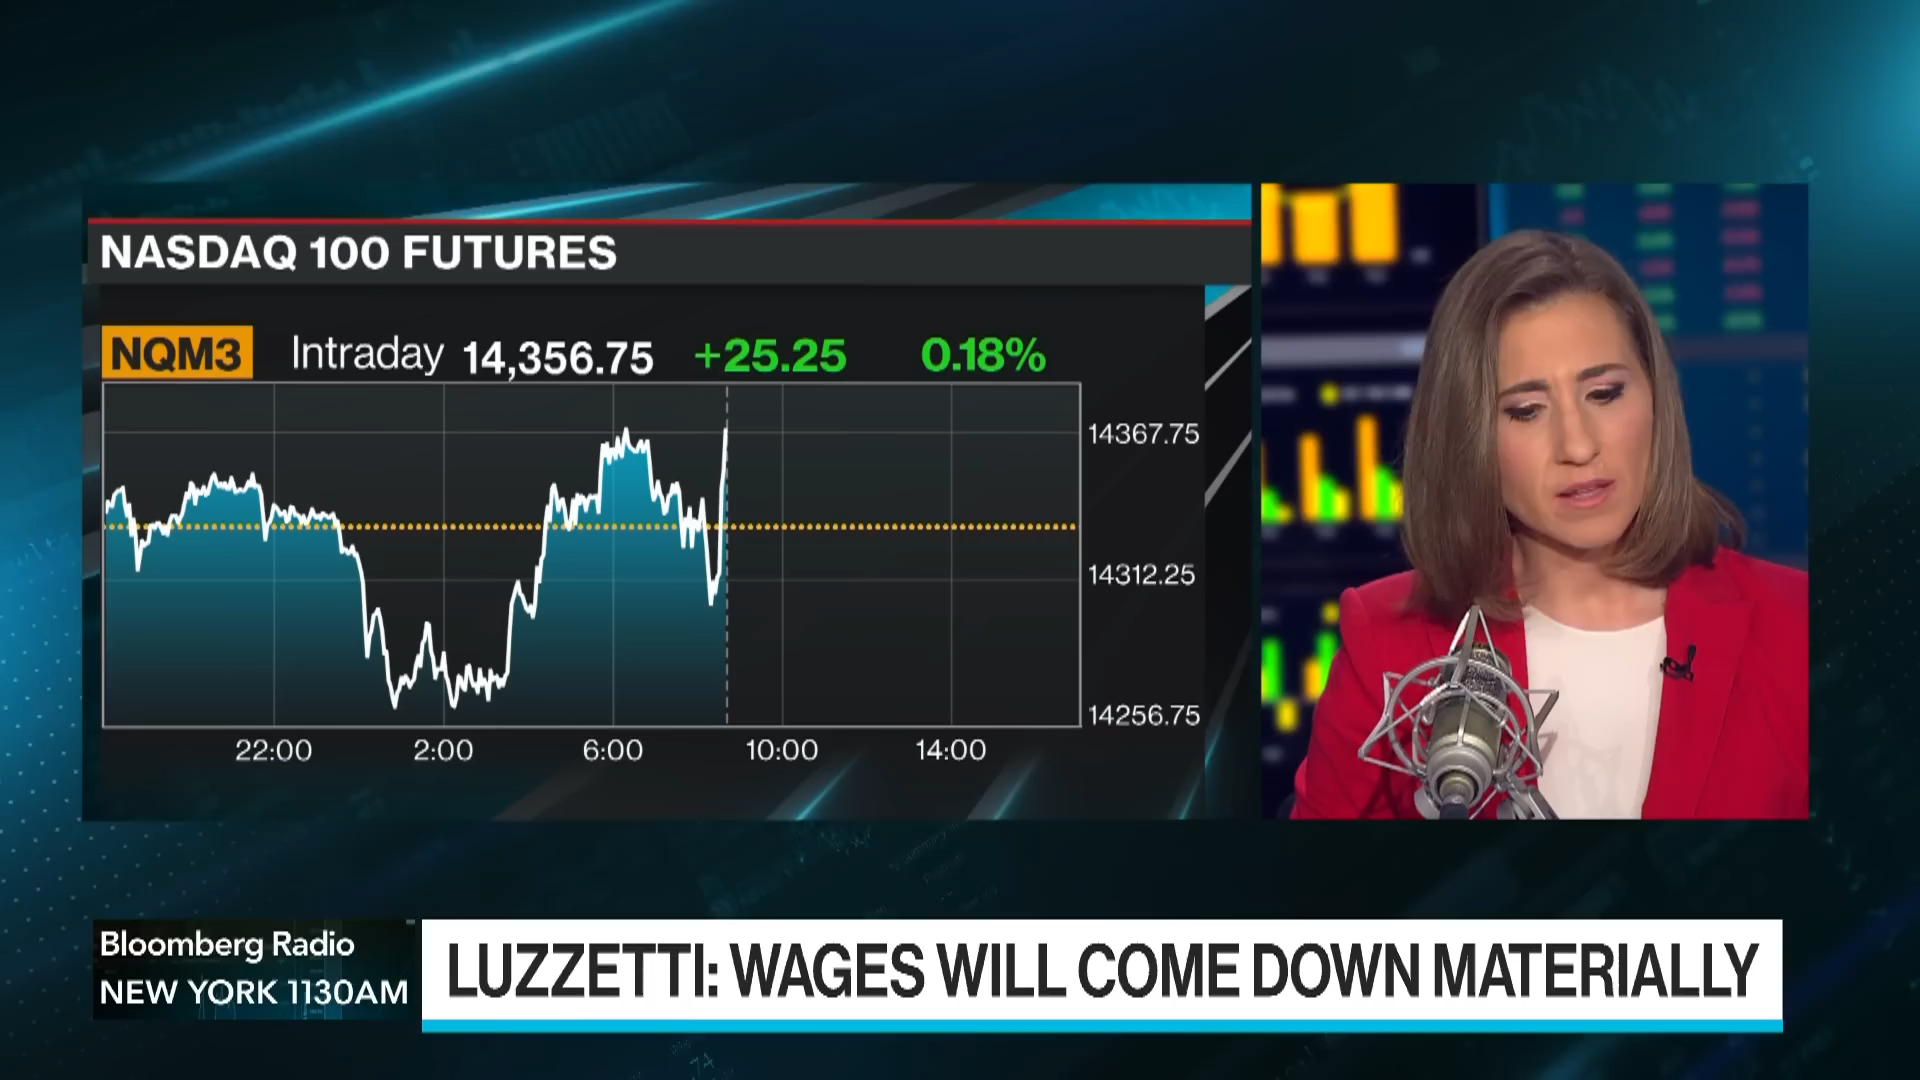 NASDAQ 100 FUTURES
NQM3 Intraday 14,356.75 +25.25 0.18%
14367.75
14312.25
14256.75
22:00 2:00 6:00 10:00 14:00
Bloomberg Radio
NEW YORK 1130AM
LUZZETTI: WAGES WILL COME DOWN MATERIALLY